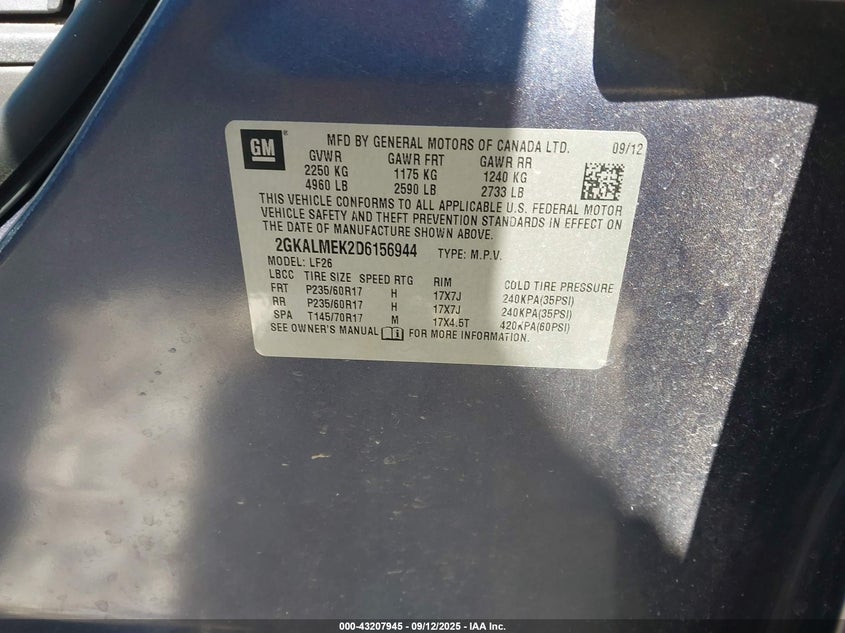 GM ®
MFD BY GENERAL MOTORS OF CANADA LTD. 09/12
GVWR GAWR FRT GAWR RR
2250 KG 1175 KG 1240 KG
4960 LB 2590 LB 2733 LB
THIS VEHICLE CONFORMS TO ALL APPLICABLE U.S. FEDERAL MOTOR
VEHICLE SAFETY AND THEFT PREVENTION STANDARDS IN EFFECT ON
THE DATE OF MANUFACTURE SHOWN ABOVE.
2GKALMEK2D6156944 TYPE: M.P.V.
MODEL: LF26
LBCC TIRE SIZE SPEED RTG RIM COLD TIRE PRESSURE
FRT P235/60R17 H 17X7J 240KPA(35PSI)
RR P235/60R17 H 17X7J 240KPA(35PSI)
SPA T145/70R17 M 17X4.5T 420KPA(60PSI)
SEE OWNER'S MANUAL FOR MORE INFORMATION.
000-43207945 - 09/12/2025 - IAA Inc.